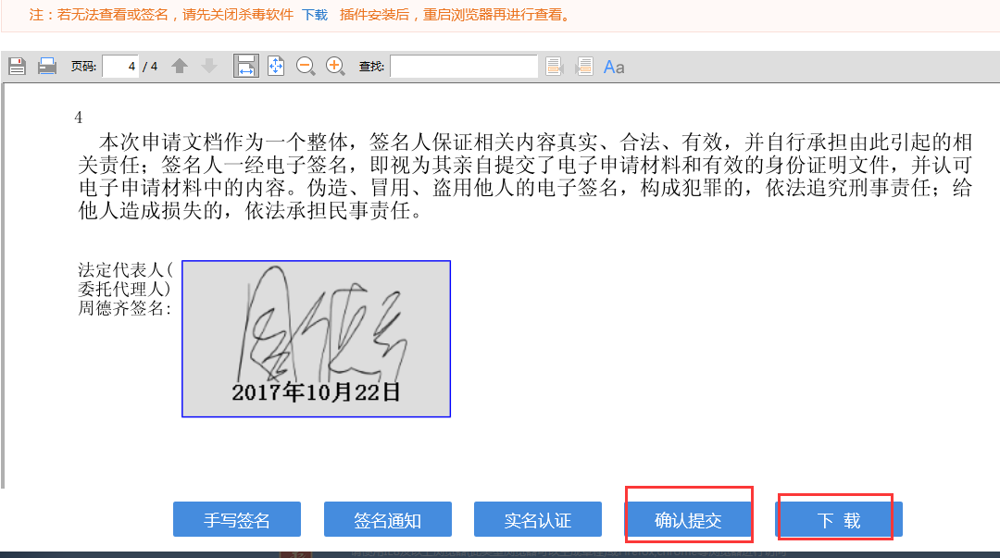 注：若无法查看或签名，请先关闭杀毒软件 下载 插件安装后，重启浏览器再进行查看。
页码: 4 / 4 查找: Aa
4
本次申请文档作为一个整体，签名人保证相关内容真实、合法、有效，并自行承担由此引起的相
关责任；签名人一经电子签名，即视为其亲自提交了电子申请材料和有效的身份证明文件，并认可
电子申请材料中的内容。伪造、冒用、盗用他人的电子签名，构成犯罪的，依法追究刑事责任；给
他人造成损失的，依法承担民事责任。
法定代表人(
委托代理人)
周德齐签名:
周德齐
2017年10月22日
手写签名 签名通知 实名认证 确认提交 下 载